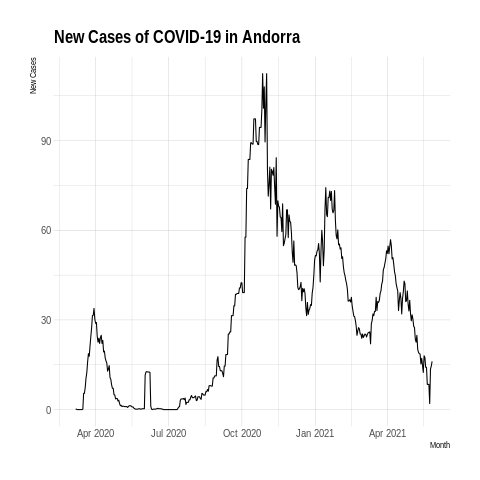 New Cases of COVID-19 in Andorra
New Cases
90
60
30
0
Apr 2020 Jul 2020 Oct 2020 Jan 2021 Apr 2021
Month